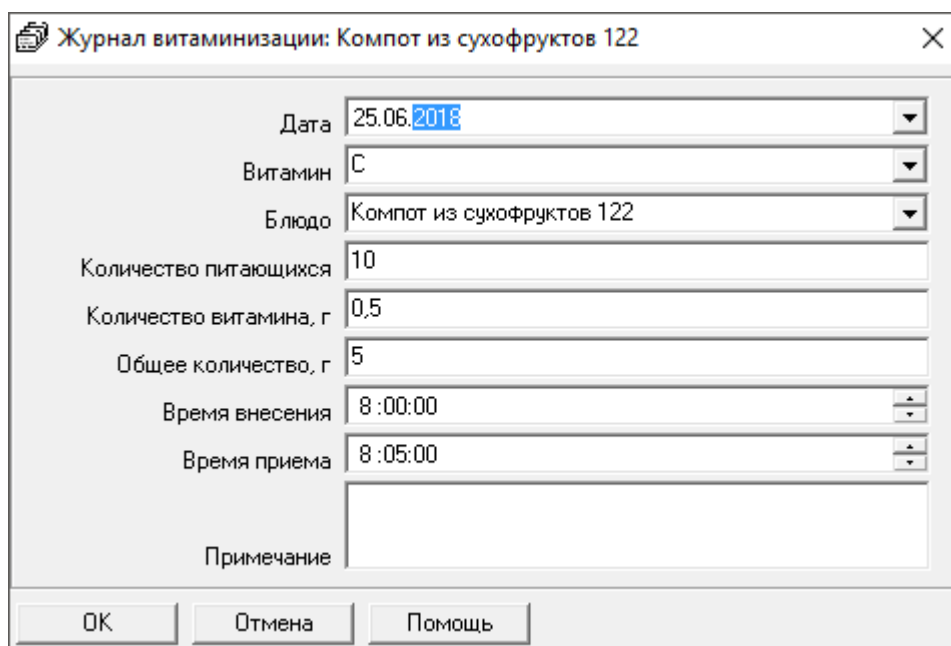 Журнал витаминизации: Компот из сухофруктов 122
Дата 25.06.2018
Витамин C
Блюдо Компот из сухофруктов 122
Количество питающихся 10
Количество витамина, г 0,5
Общее количество, г 5
Время внесения 8:00:00
Время приема 8:05:00
Примечание
ОК Отмена Помощь